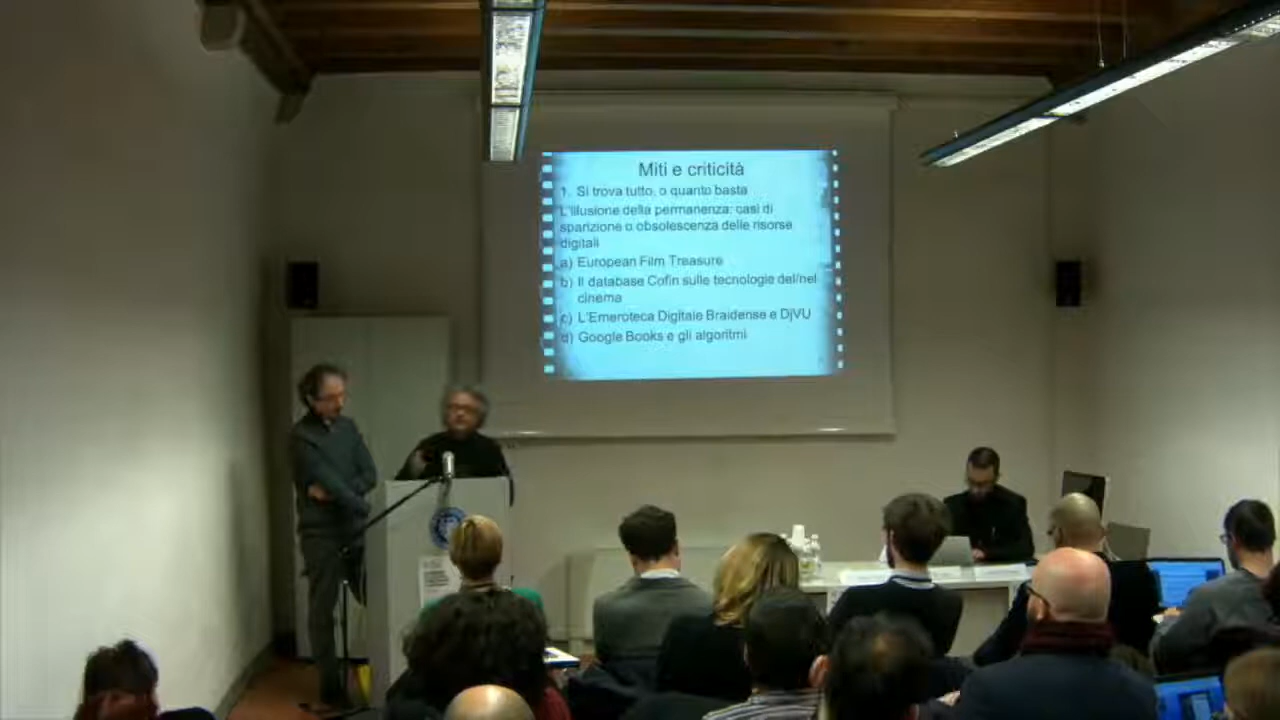 Miti e criticità
1. Si trova tutto, o quanto basta
L'illusione della permanenza: casi di
sparizione o obsolescenza delle risorse
digitali
a) European Film Treasure
b) Il database Cofin sulle tecnologie del/nel
cinema
c) L'Emeroteca Digitale Braidense e DjVU
d) Google Books e gli algoritmi